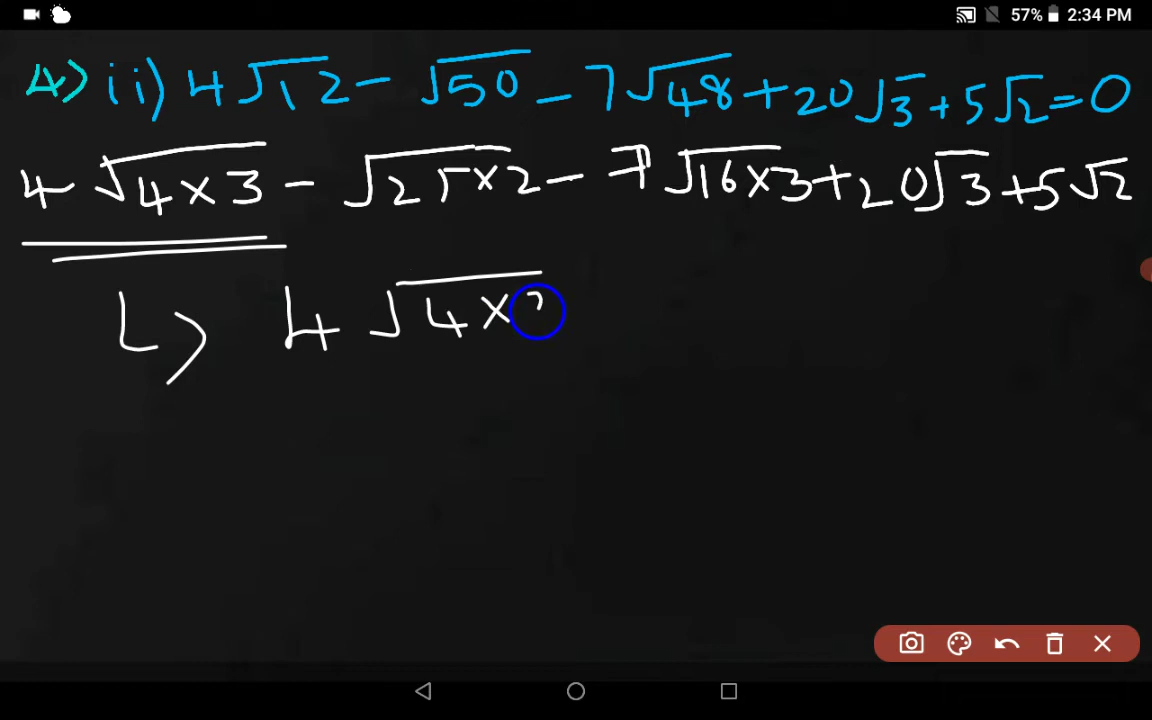 57% 2:34 PM
4) ii) 4√12 - √50 - 7√48 + 20√3 + 5√2 = 0
4√4×3 - √25×2 - 7√16×3 + 20√3 + 5√2
↳ 4√4×